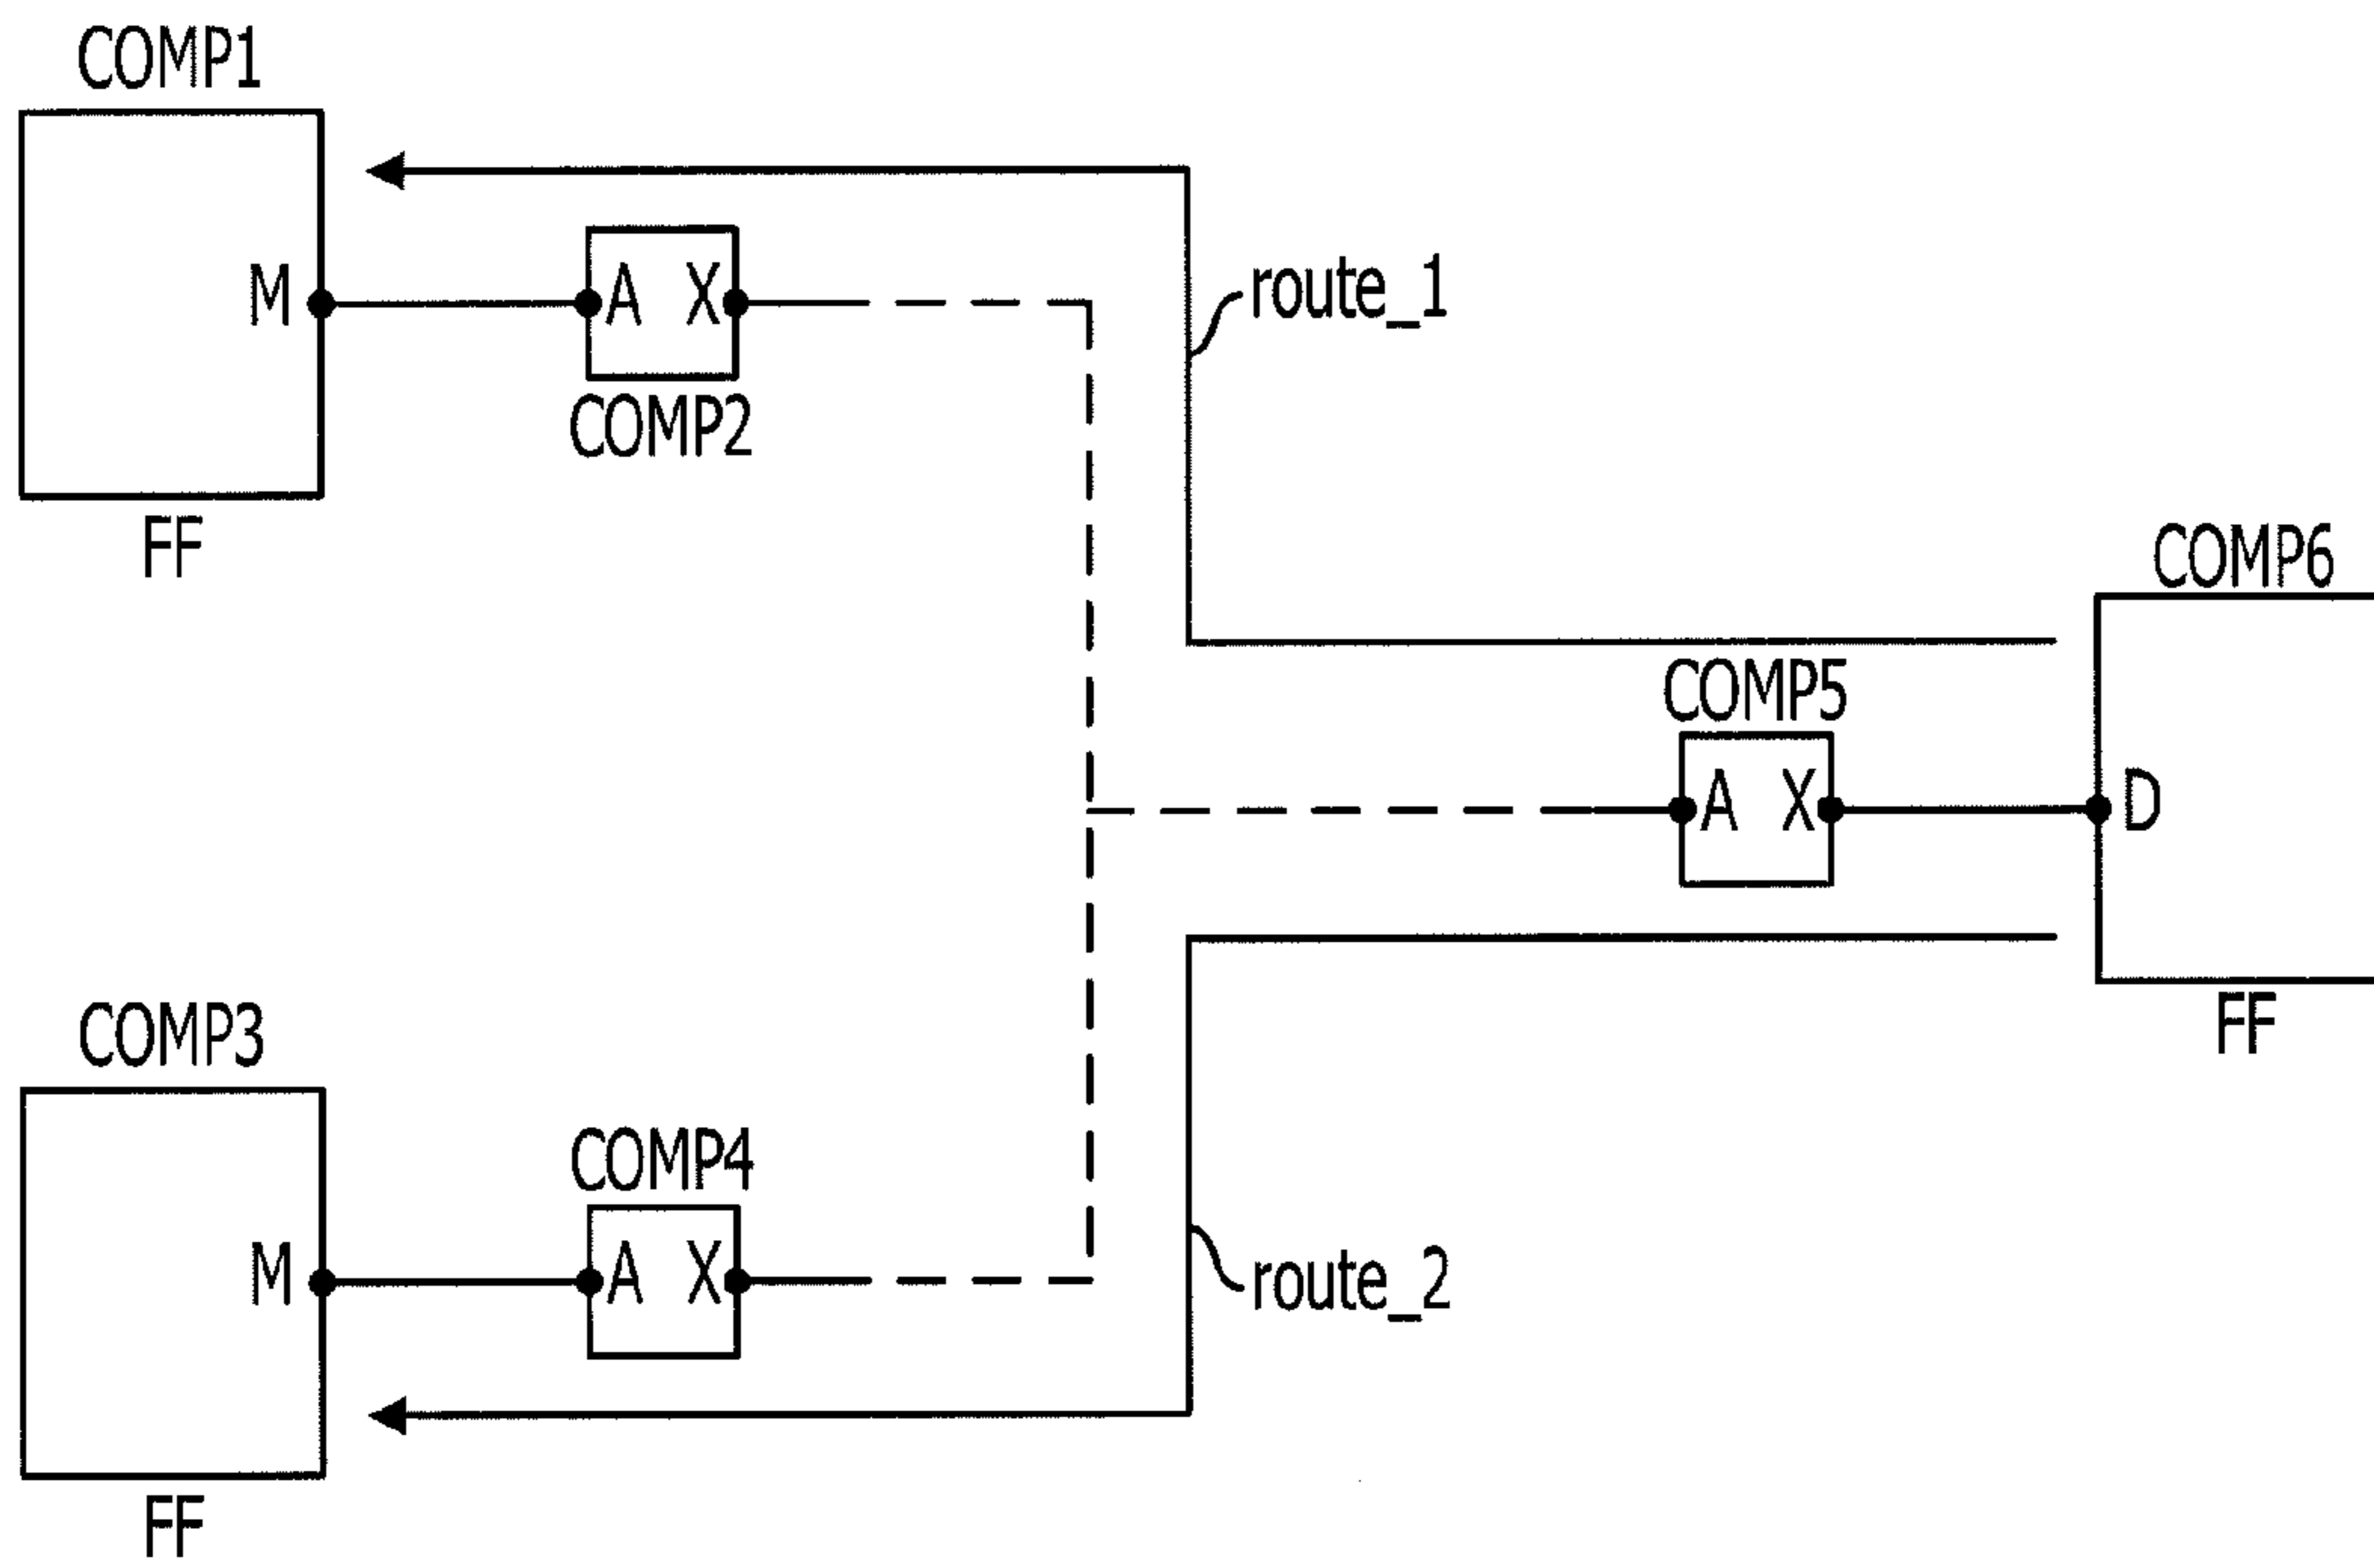 COMP1
M
A X
COMP2
FF
route_1
COMP6
COMP5
A X
D
FF
COMP3
COMP4
M
A X
route_2
FF